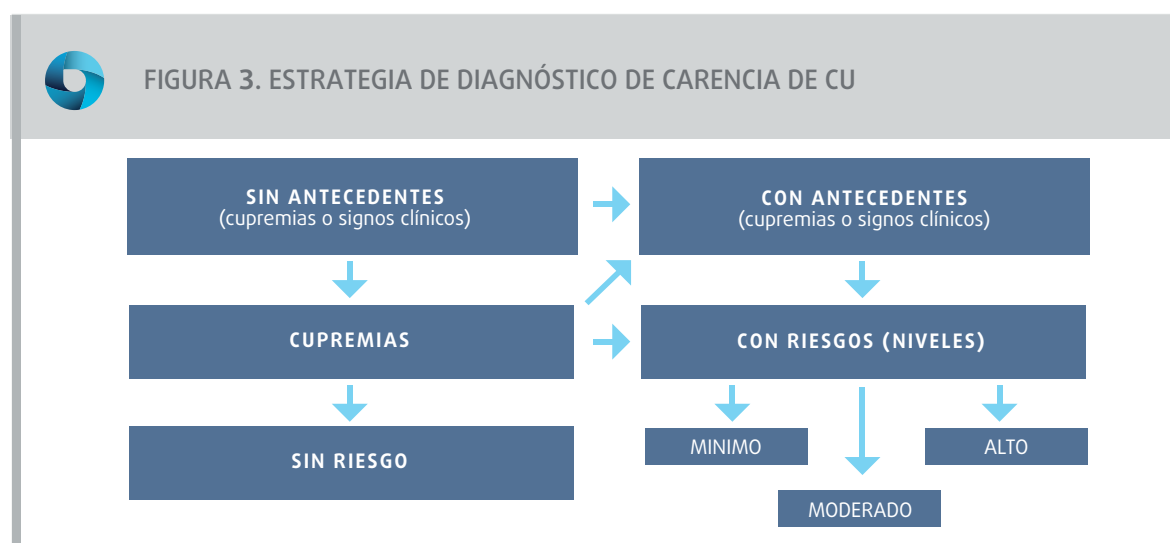 FIGURA 3. ESTRATEGIA DE DIAGNÓSTICO DE CARENCIA DE CU
SIN ANTECEDENTES
(cupremias o signos clínicos)
CON ANTECEDENTES
(cupremias o signos clínicos)
CUPREMIAS
CON RIESGOS (NIVELES)
SIN RIESGO
MINIMO
ALTO
MODERADO